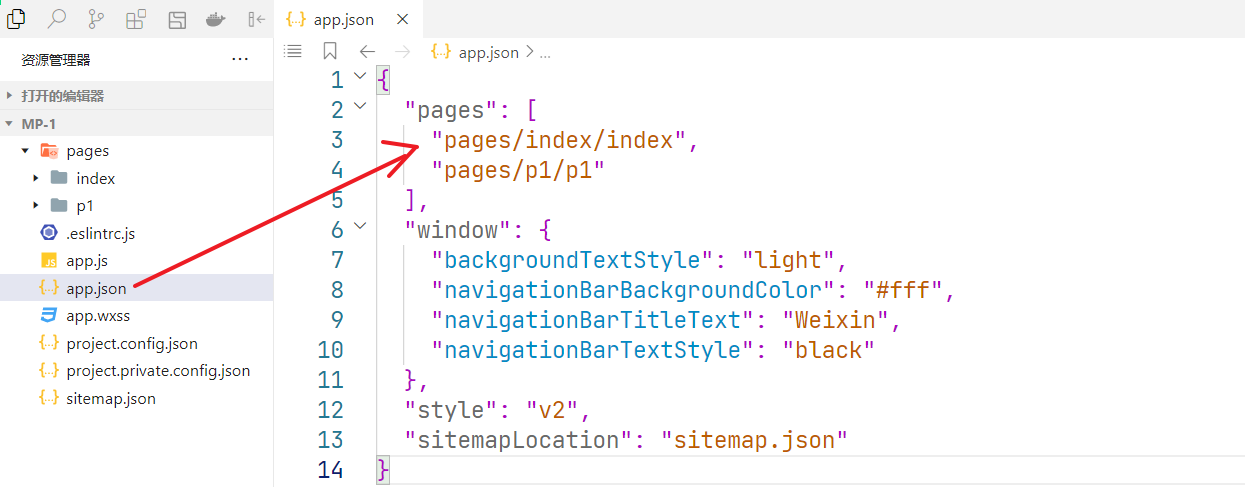 app.json
资源管理器
app.json > ...
打开的编辑器
MP-1
pages
index
p1
.eslintrc.js
app.js
app.json
app.wxss
project.config.json
project.private.config.json
sitemap.json
1 {
2 "pages": [
3 "pages/index/index",
4 "pages/p1/p1"
5 ],
6 "window": {
7 "backgroundTextStyle": "light",
8 "navigationBarBackgroundColor": "#fff",
9 "navigationBarTitleText": "Weixin",
10 "navigationBarTextStyle": "black"
11 },
12 "style": "v2",
13 "sitemapLocation": "sitemap.json"
14 }